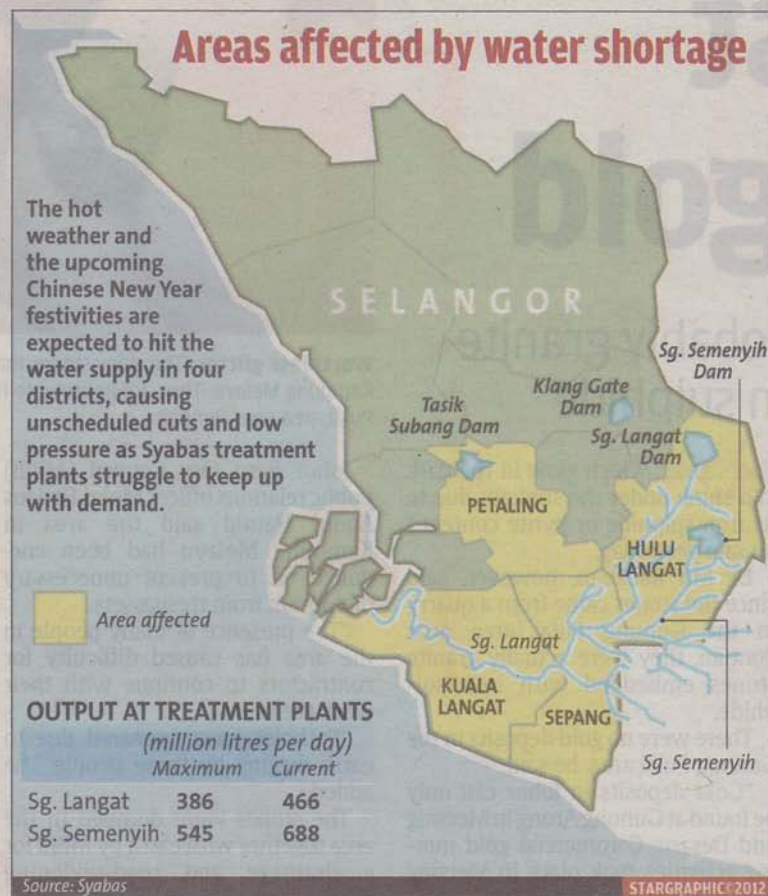 Areas affected by water shortage
The hot
weather and
the upcoming
Chinese New Year
festivities are
expected to hit the
water supply in four
districts, causing
unscheduled cuts and low
pressure as Syabas treatment
plants struggle to keep up
with demand.
SELANGOR
Sg. Semenyih
Dam
Klang Gate
Dam
Tasik
Subang Dam
Sg. Langat
Dam
PETALING
HULU
LANGAT
Area affected
Sg. Langat
KUALA
LANGAT
SEPANG
Sg. Semenyih
OUTPUT AT TREATMENT PLANTS
(million litres per day)
Maximum Current
Sg. Langat 386 466
Sg. Semenyih 545 688
Source: Syabas
STARGRAPHIC©2012
gold
granite